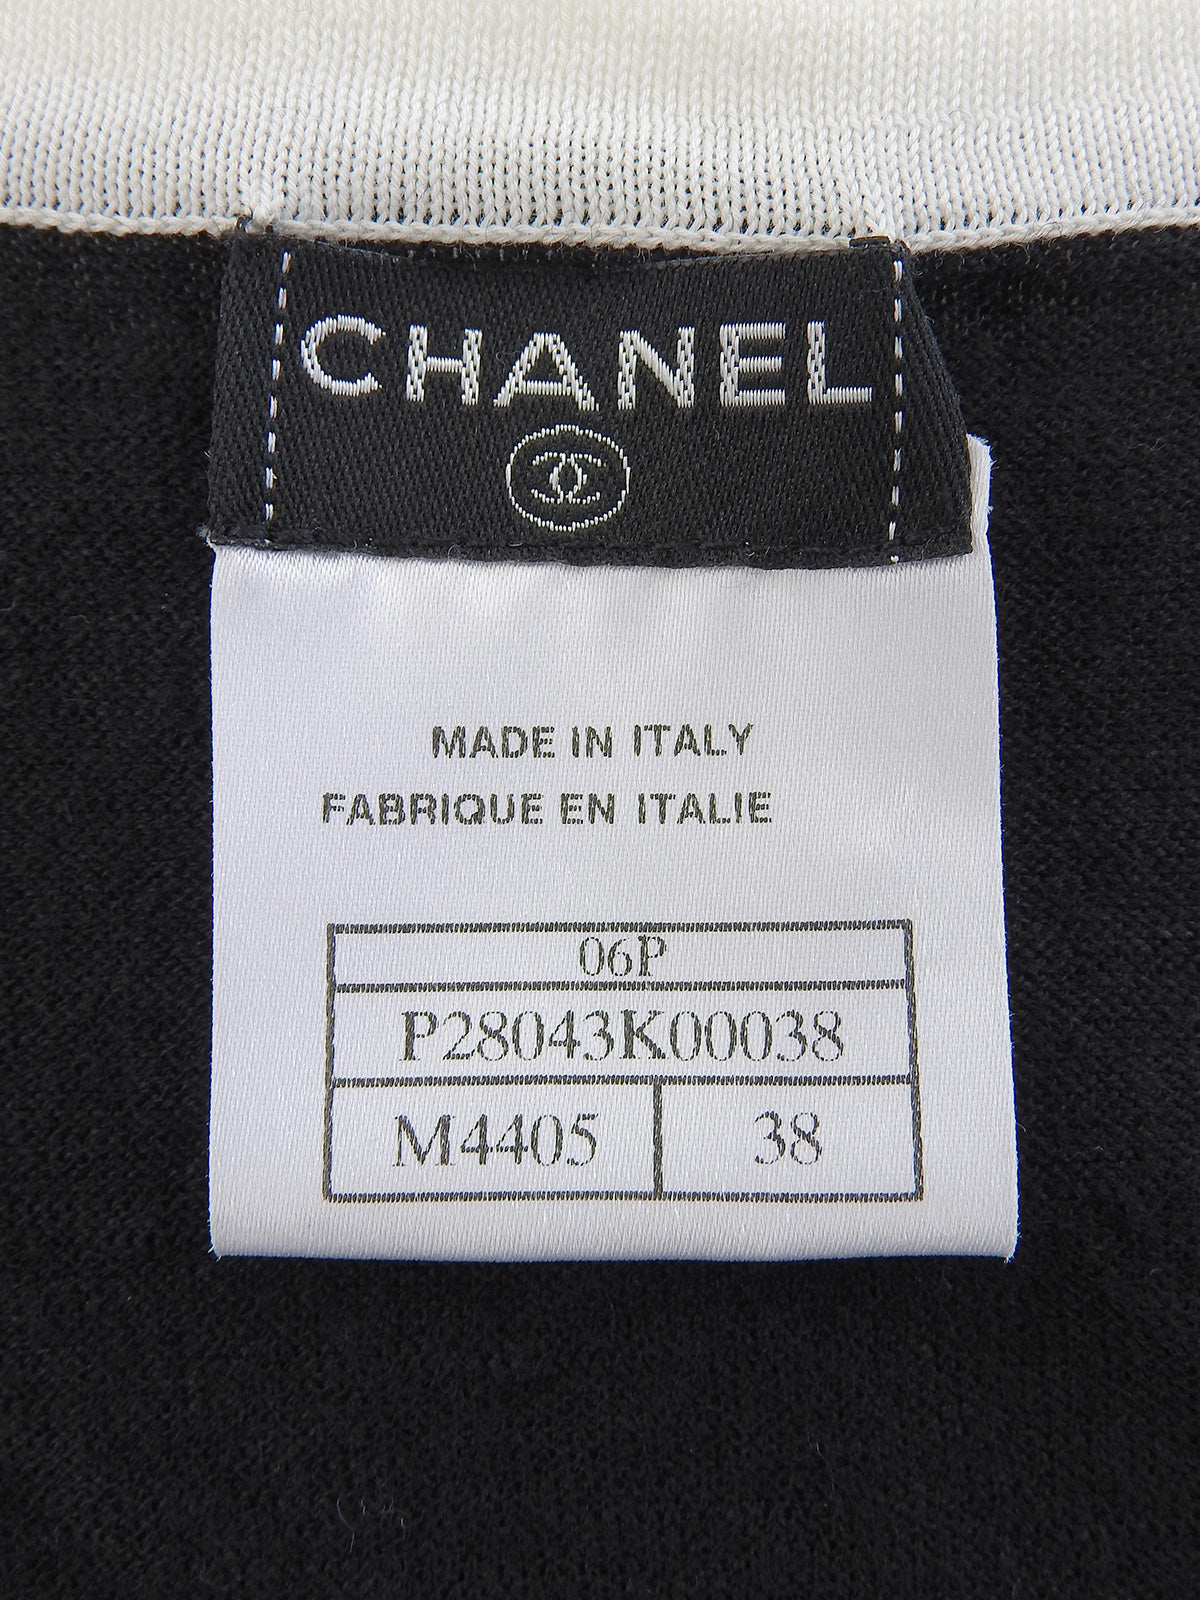 CHANEL
MADE IN ITALY
FABRIQUE EN ITALIE
06P
P28043K00038
M4405 38